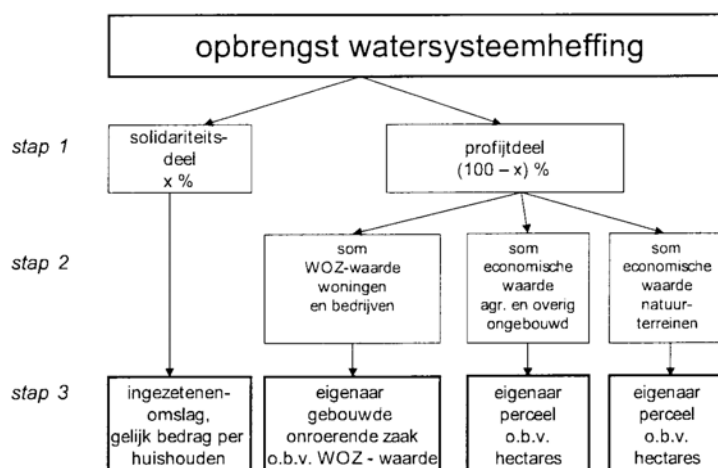 opbrengst watersysteemheffing
stap 1
solidariteits-
deel
x %
profijtdeel
(100 – x) %
stap 2
som
WOZ-waarde
woningen
en bedrijven
som
economische
waarde
agr. en overig
ongebouwd
som
economische
waarde
natuur-
terreinen
stap 3
ingezetenen-
omslag,
gelijk bedrag per
huishouden
eigenaar
gebouwde
onroerende zaak
o.b.v. WOZ - waarde
eigenaar
perceel
o.b.v.
hectares
eigenaar
perceel
o.b.v.
hectares